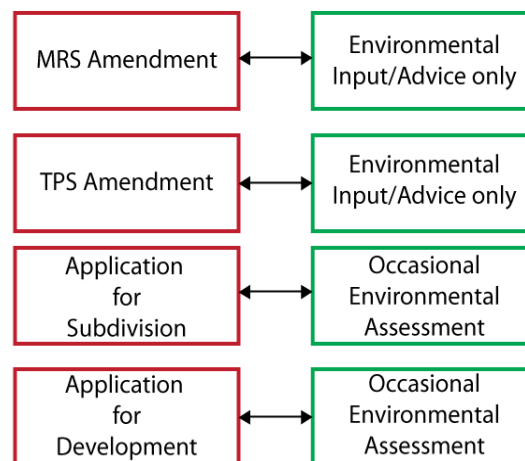 MRS Amendment
Environmental
Input/Advice only
TPS Amendment
Environmental
Input/Advice only
Application
for
Subdivision
Occasional
Environmental
Assessment
Application
for
Development
Occasional
Environmental
Assessment